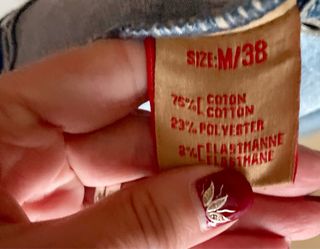 SIZE:M/38
75%[ COTON
COTTON
23% POLYESTER
2%[ ELASTHANNE
ELASTHANE